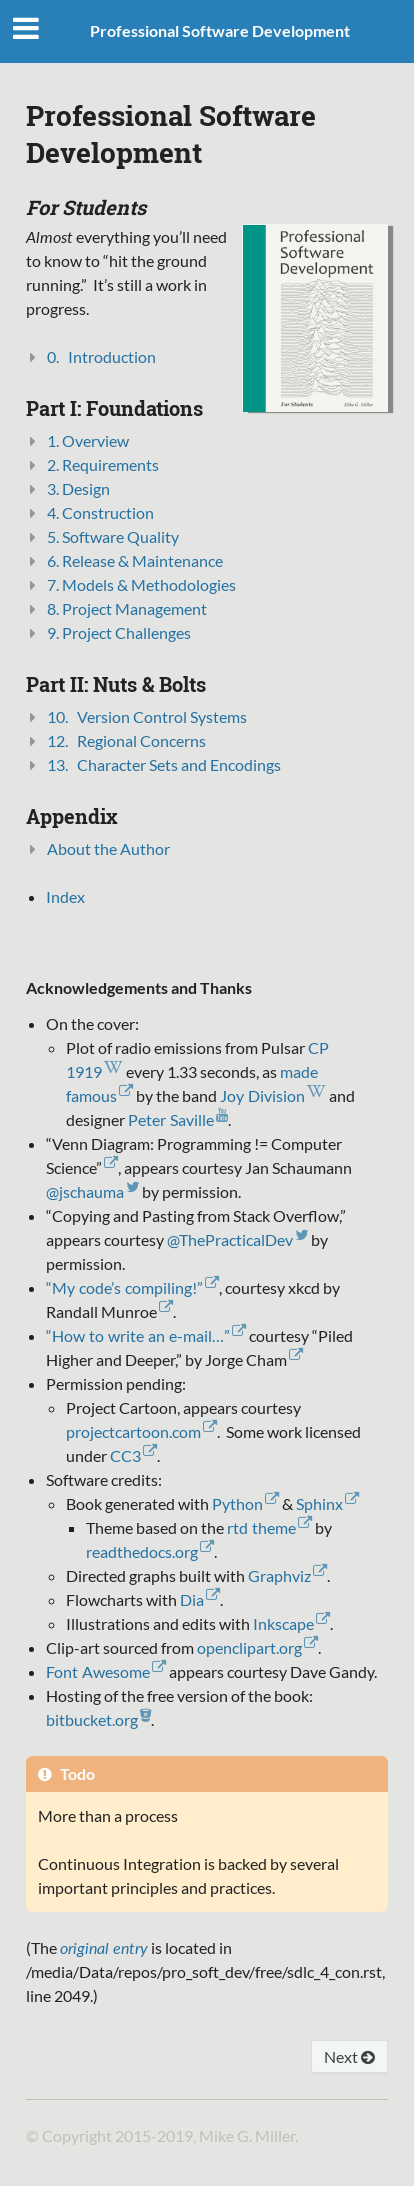 Professional Software Development
Professional Software
Development
For Students
Almost everything you’ll need
to know to “hit the ground
running.”  It’s still a work in
progress.
Professional
Software
Development
For Students
Mike G. Miller
0. Introduction
Part I: Foundations
1. Overview
2. Requirements
3. Design
4. Construction
5. Software Quality
6. Release & Maintenance
7. Models & Methodologies
8. Project Management
9. Project Challenges
Part II: Nuts & Bolts
10. Version Control Systems
12. Regional Concerns
13. Character Sets and Encodings
Appendix
About the Author
Index
Acknowledgements and Thanks
On the cover:
Plot of radio emissions from Pulsar CP
1919 every 1.33 seconds, as made
famous by the band Joy Division and
designer Peter Saville.
“Venn Diagram: Programming != Computer
Science”, appears courtesy Jan Schaumann
@jschauma by permission.
“Copying and Pasting from Stack Overflow,”
appears courtesy @ThePracticalDev by
permission.
“My code’s compiling!”, courtesy xkcd by
Randall Munroe.
“How to write an e-mail…” courtesy “Piled
Higher and Deeper,” by Jorge Cham
Permission pending:
Project Cartoon, appears courtesy
projectcartoon.com.  Some work licensed
under CC3.
Software credits:
Book generated with Python & Sphinx
Theme based on the rtd theme by
readthedocs.org.
Directed graphs built with Graphviz.
Flowcharts with Dia.
Illustrations and edits with Inkscape.
Clip-art sourced from openclipart.org.
Font Awesome appears courtesy Dave Gandy.
Hosting of the free version of the book:
bitbucket.org.
Todo
More than a process
Continuous Integration is backed by several
important principles and practices.
(The original entry is located in
/media/Data/repos/pro_soft_dev/free/sdlc_4_con.rst,
line 2049.)
Next
© Copyright 2015-2019, Mike G. Miller.